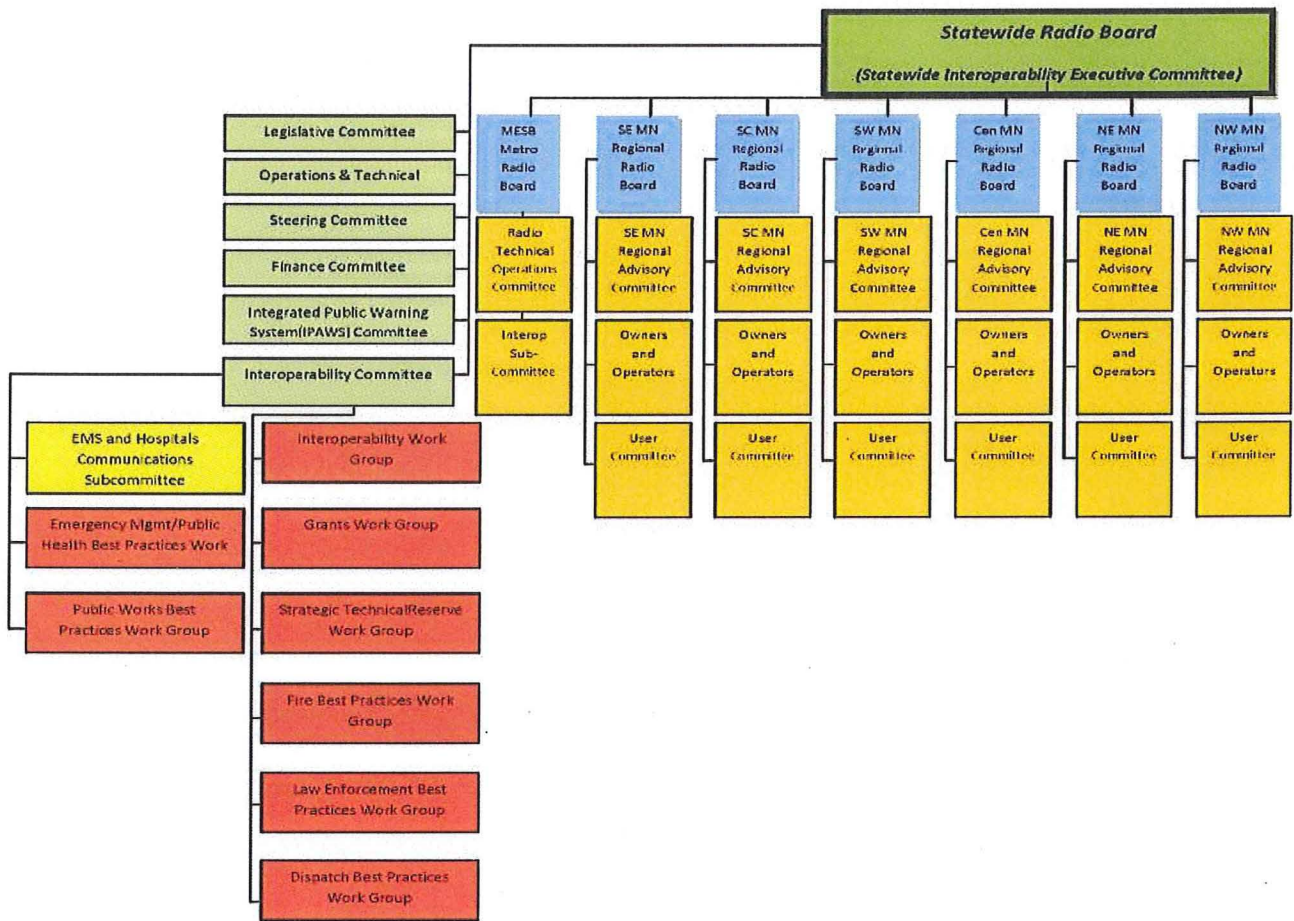 Statewide Radio Board
(Statewide Interoperability Executive Committee)
Legislative Committee
Operations & Technical
Steering Committee
Finance Committee
Integrated Public Warning
System(IPAWS) Committee
Interoperability Committee
MESB
Metro
Radio
Board
SE MN
Regional
Radio
Board
SC MN
Regional
Radio
Board
SW MN
Regional
Radio
Board
Cen MN
Regional
Radio
Board
NE MN
Regional
Radio
Board
NW MN
Regional
Radio
Board
Radio
Technical
Operations
Committee
SE MN
Regional
Advisory
Committee
SC MN
Regional
Advisory
Committee
SW MN
Regional
Advisory
Committee
Cen MN
Regional
Advisory
Committee
NE MN
Regional
Advisory
Committee
NW MN
Regional
Advisory
Committee
Interop
Sub-
Committee
Owners
and
Operators
Owners
and
Operators
Owners
and
Operators
Owners
and
Operators
Owners
and
Operators
Owners
and
Operators
User
Committee
User
Committee
User
Committee
User
Committee
User
Committee
User
Committee
EMS and Hospitals
Communications
Subcommittee
Emergency Mgmt/Public
Health Best Practices Work
Public Works Best
Practices Work Group
Interoperability Work
Group
Grants Work Group
Strategic TechnicalReserve
Work Group
Fire Best Practices Work
Group
Law Enforcement Best
Practices Work Group
Dispatch Best Practices
Work Group